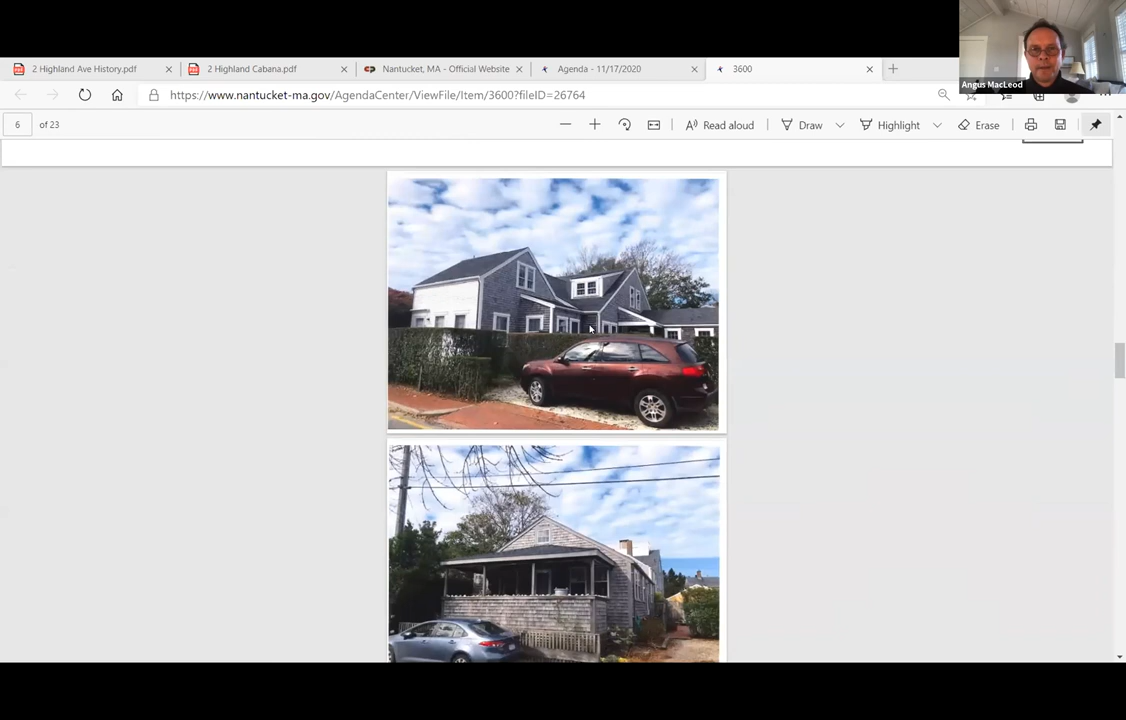 2 Highland Ave History.pdf
2 Highland Cabana.pdf
Nantucket, MA - Official Website
Agenda - 11/17/2020
3600
Angus MacLeod
https://www.nantucket-ma.gov/AgendaCenter/ViewFile/Item/3600?fileID=26764
6 of 23
Read aloud
Draw
Highlight
Erase